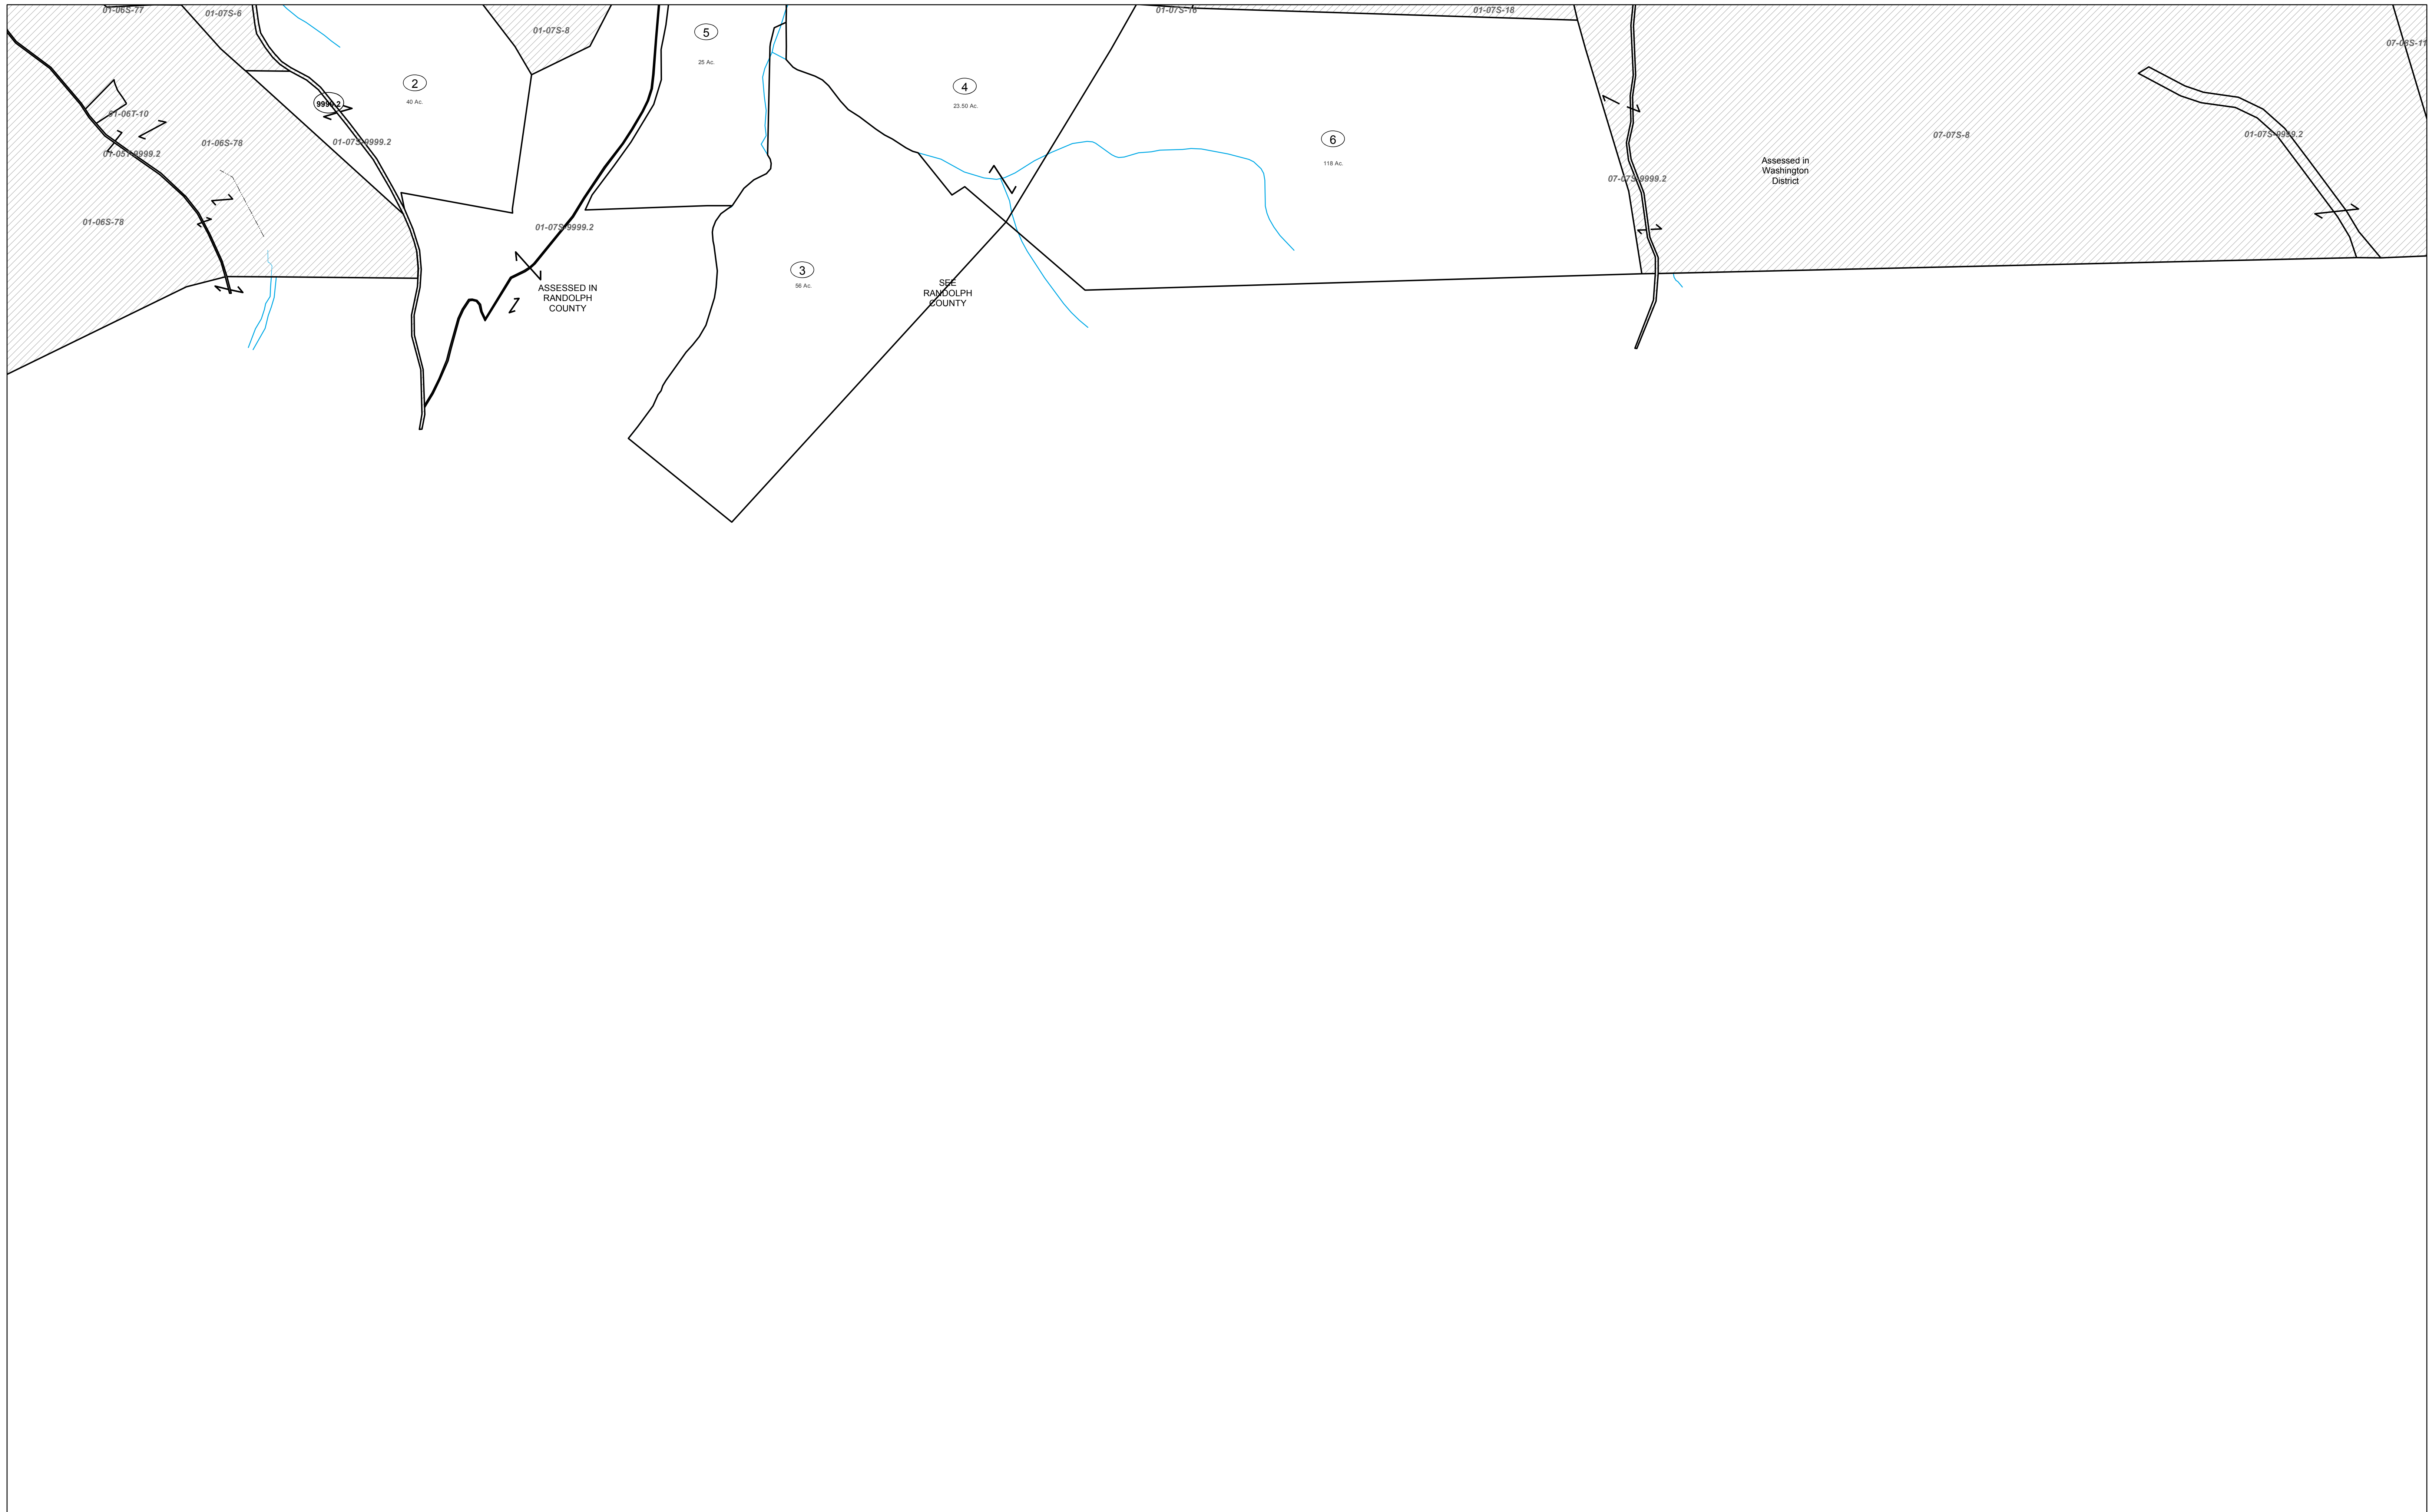 01-06S-77
01-07S-6
01-07S-8
5
25 Ac.
01-07S-16
01-07S-18
07-06S-11
2
40 Ac.
9999.2
4
23.50 Ac.
01-06T-10
01-06S-78
01-07S-9999.2
6
118 Ac.
07-07S-8
01-07S-9999.2
01-05T-9999.2
Assessed in
Washington
District
07-07S-9999.2
01-06S-78
01-07S-9999.2
3
56 Ac.
ASSESSED IN
RANDOLPH
COUNTY
SEE
RANDOLPH
COUNTY